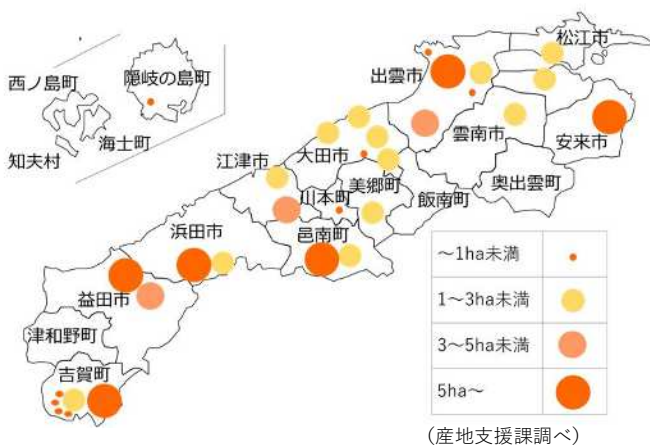 松江市
出雲市
隠岐の島町
西ノ島町
海士町
知夫村
雲南市
安来市
大田市
江津市
美郷町
飯南町
奥出雲町
川本町
浜田市
邑南町
益田市
津和野町
吉賀町
～1ha未満
1～3ha未満
3～5ha未満
5ha～
(産地支援課調べ)